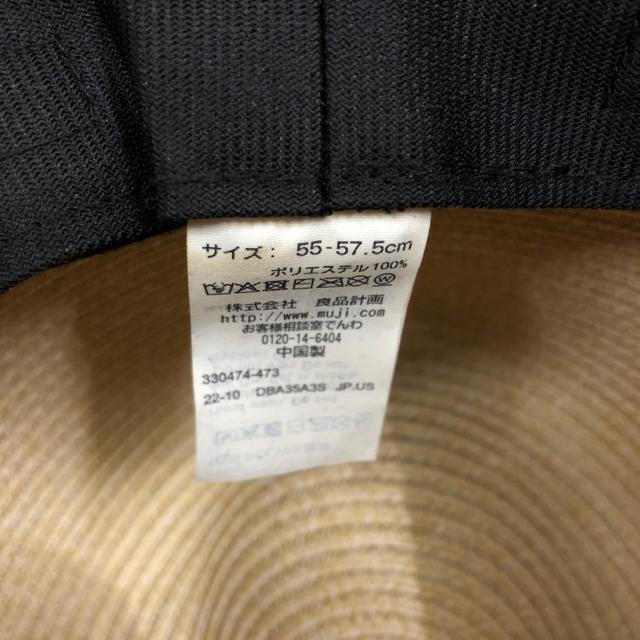 サイズ: 55-57.5cm
ポリエステル100%
株式会社 良品計画
http://www.muji.com
お客様相談室でんわ
0120-14-6404
中国製
330474-473
22-10 DBA35A3S JP.US